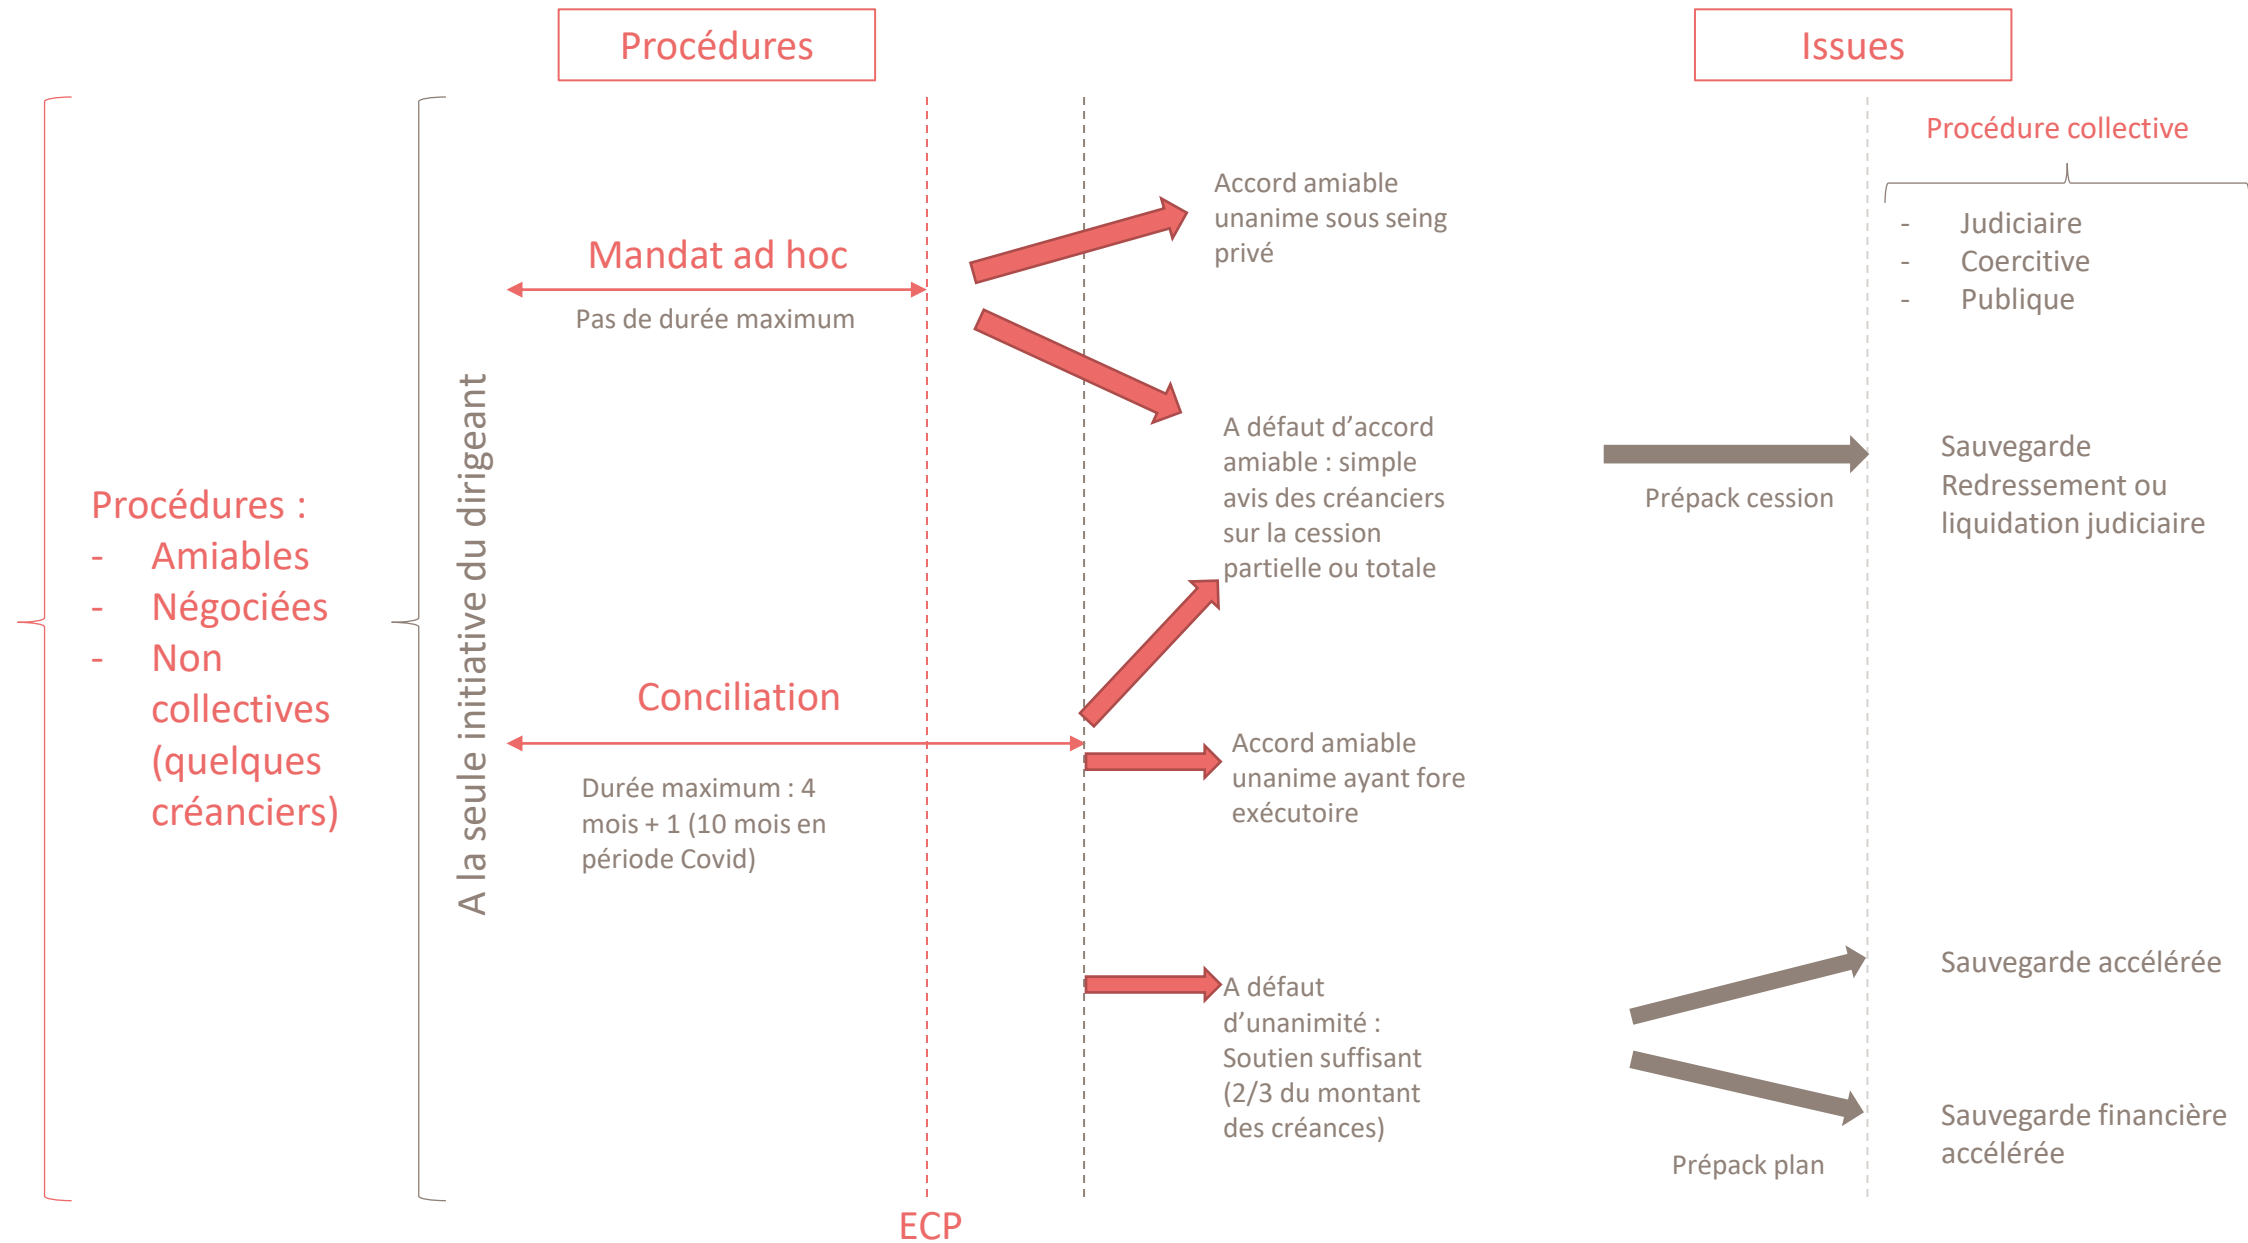 Procédures
Issues
Procédures :
- Amiables
- Négociées
- Non
collectives
(quelques
créanciers)
A la seule initiative du dirigeant
Mandat ad hoc
Pas de durée maximum
Conciliation
Durée maximum : 4
mois + 1 (10 mois en
période Covid)
ECP
Accord amiable
unanime sous seing
privé
A défaut d’accord
amiable : simple
avis des créanciers
sur la cession
partielle ou totale
Accord amiable
unanime ayant fore
exécutoire
A défaut
d’unanimité :
Soutien suffisant
(2/3 du montant
des créances)
Prépack cession
Prépack plan
Procédure collective
- Judiciaire
- Coercitive
- Publique
Sauvegarde
Redressement ou
liquidation judiciaire
Sauvegarde accélérée
Sauvegarde financière
accélérée